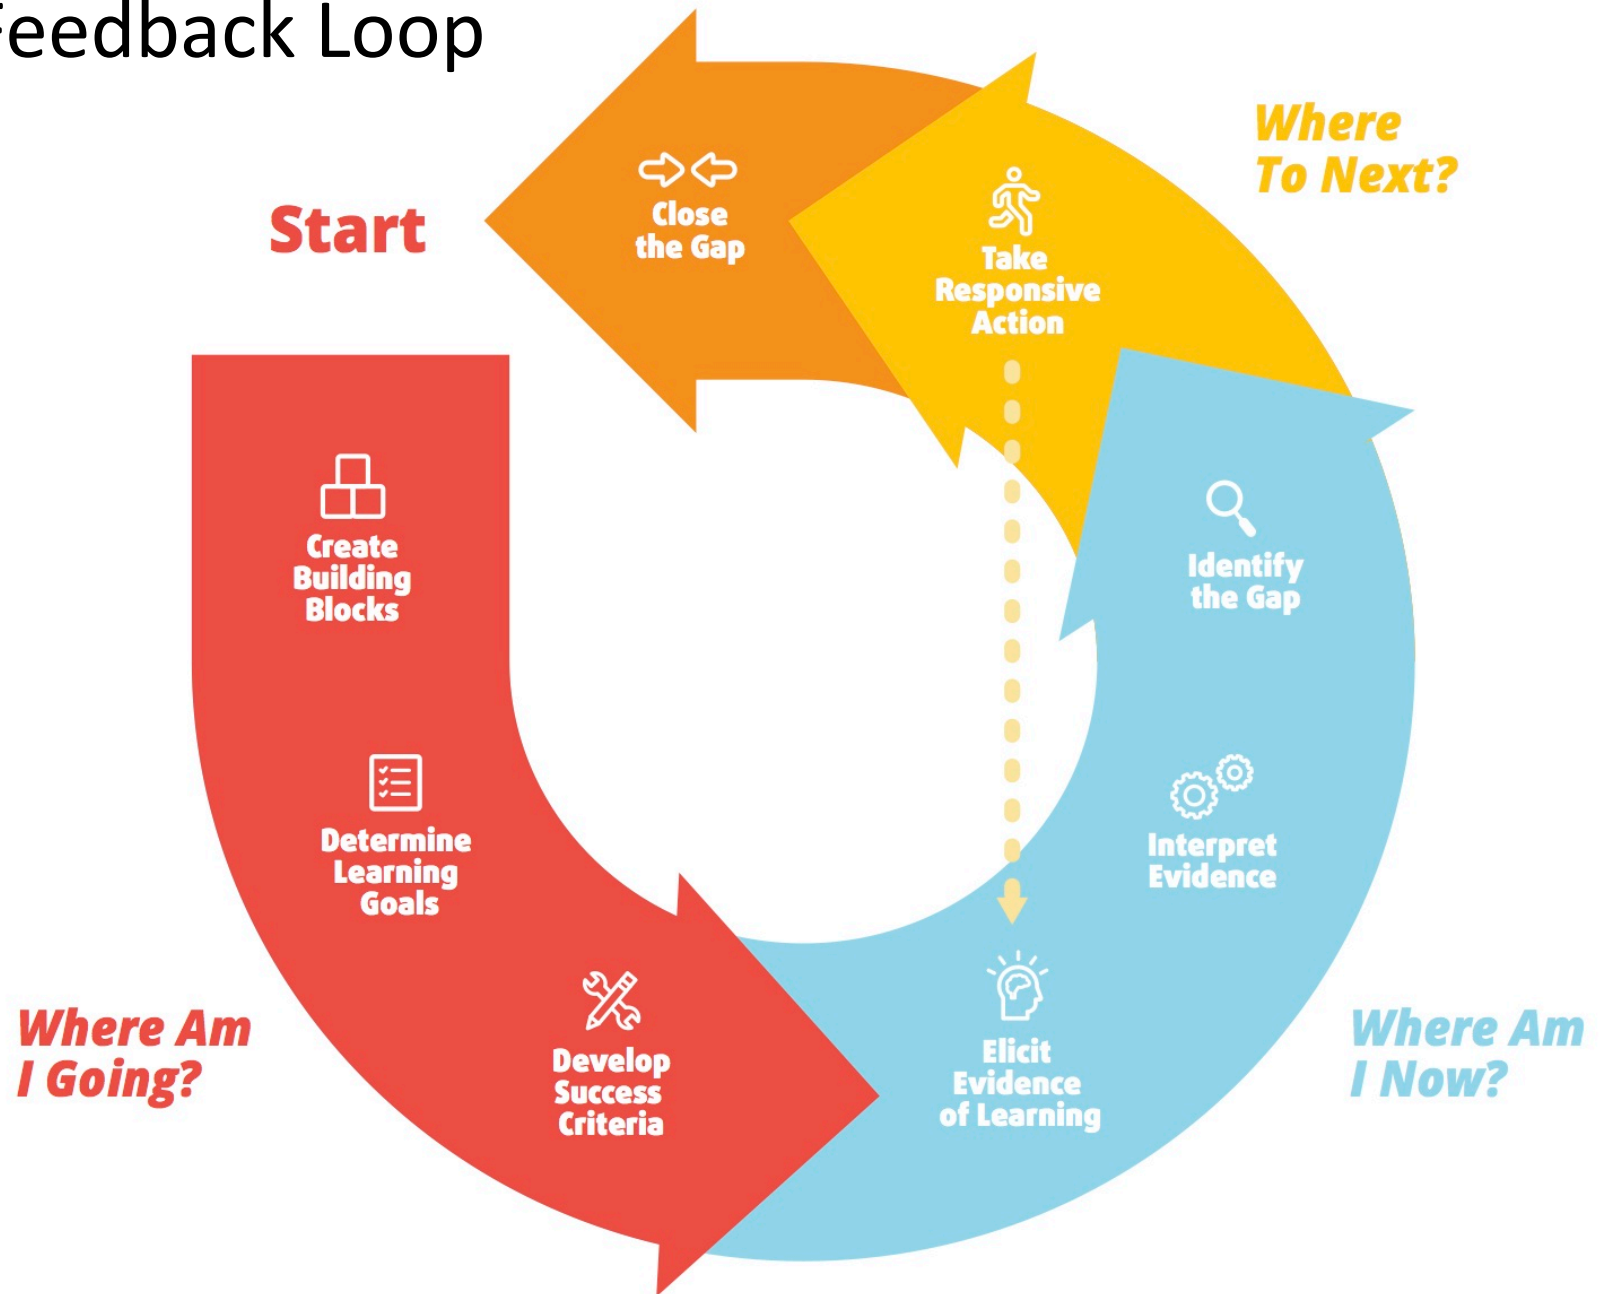 Feedback Loop
Start
Create
Building
Blocks
Determine
Learning
Goals
Develop
Success
Criteria
Where Am
I Going?
Elicit
Evidence
of Learning
Interpret
Evidence
Identify
the Gap
Where Am
I Now?
Take
Responsive
Action
Where
To Next?
Close
the Gap